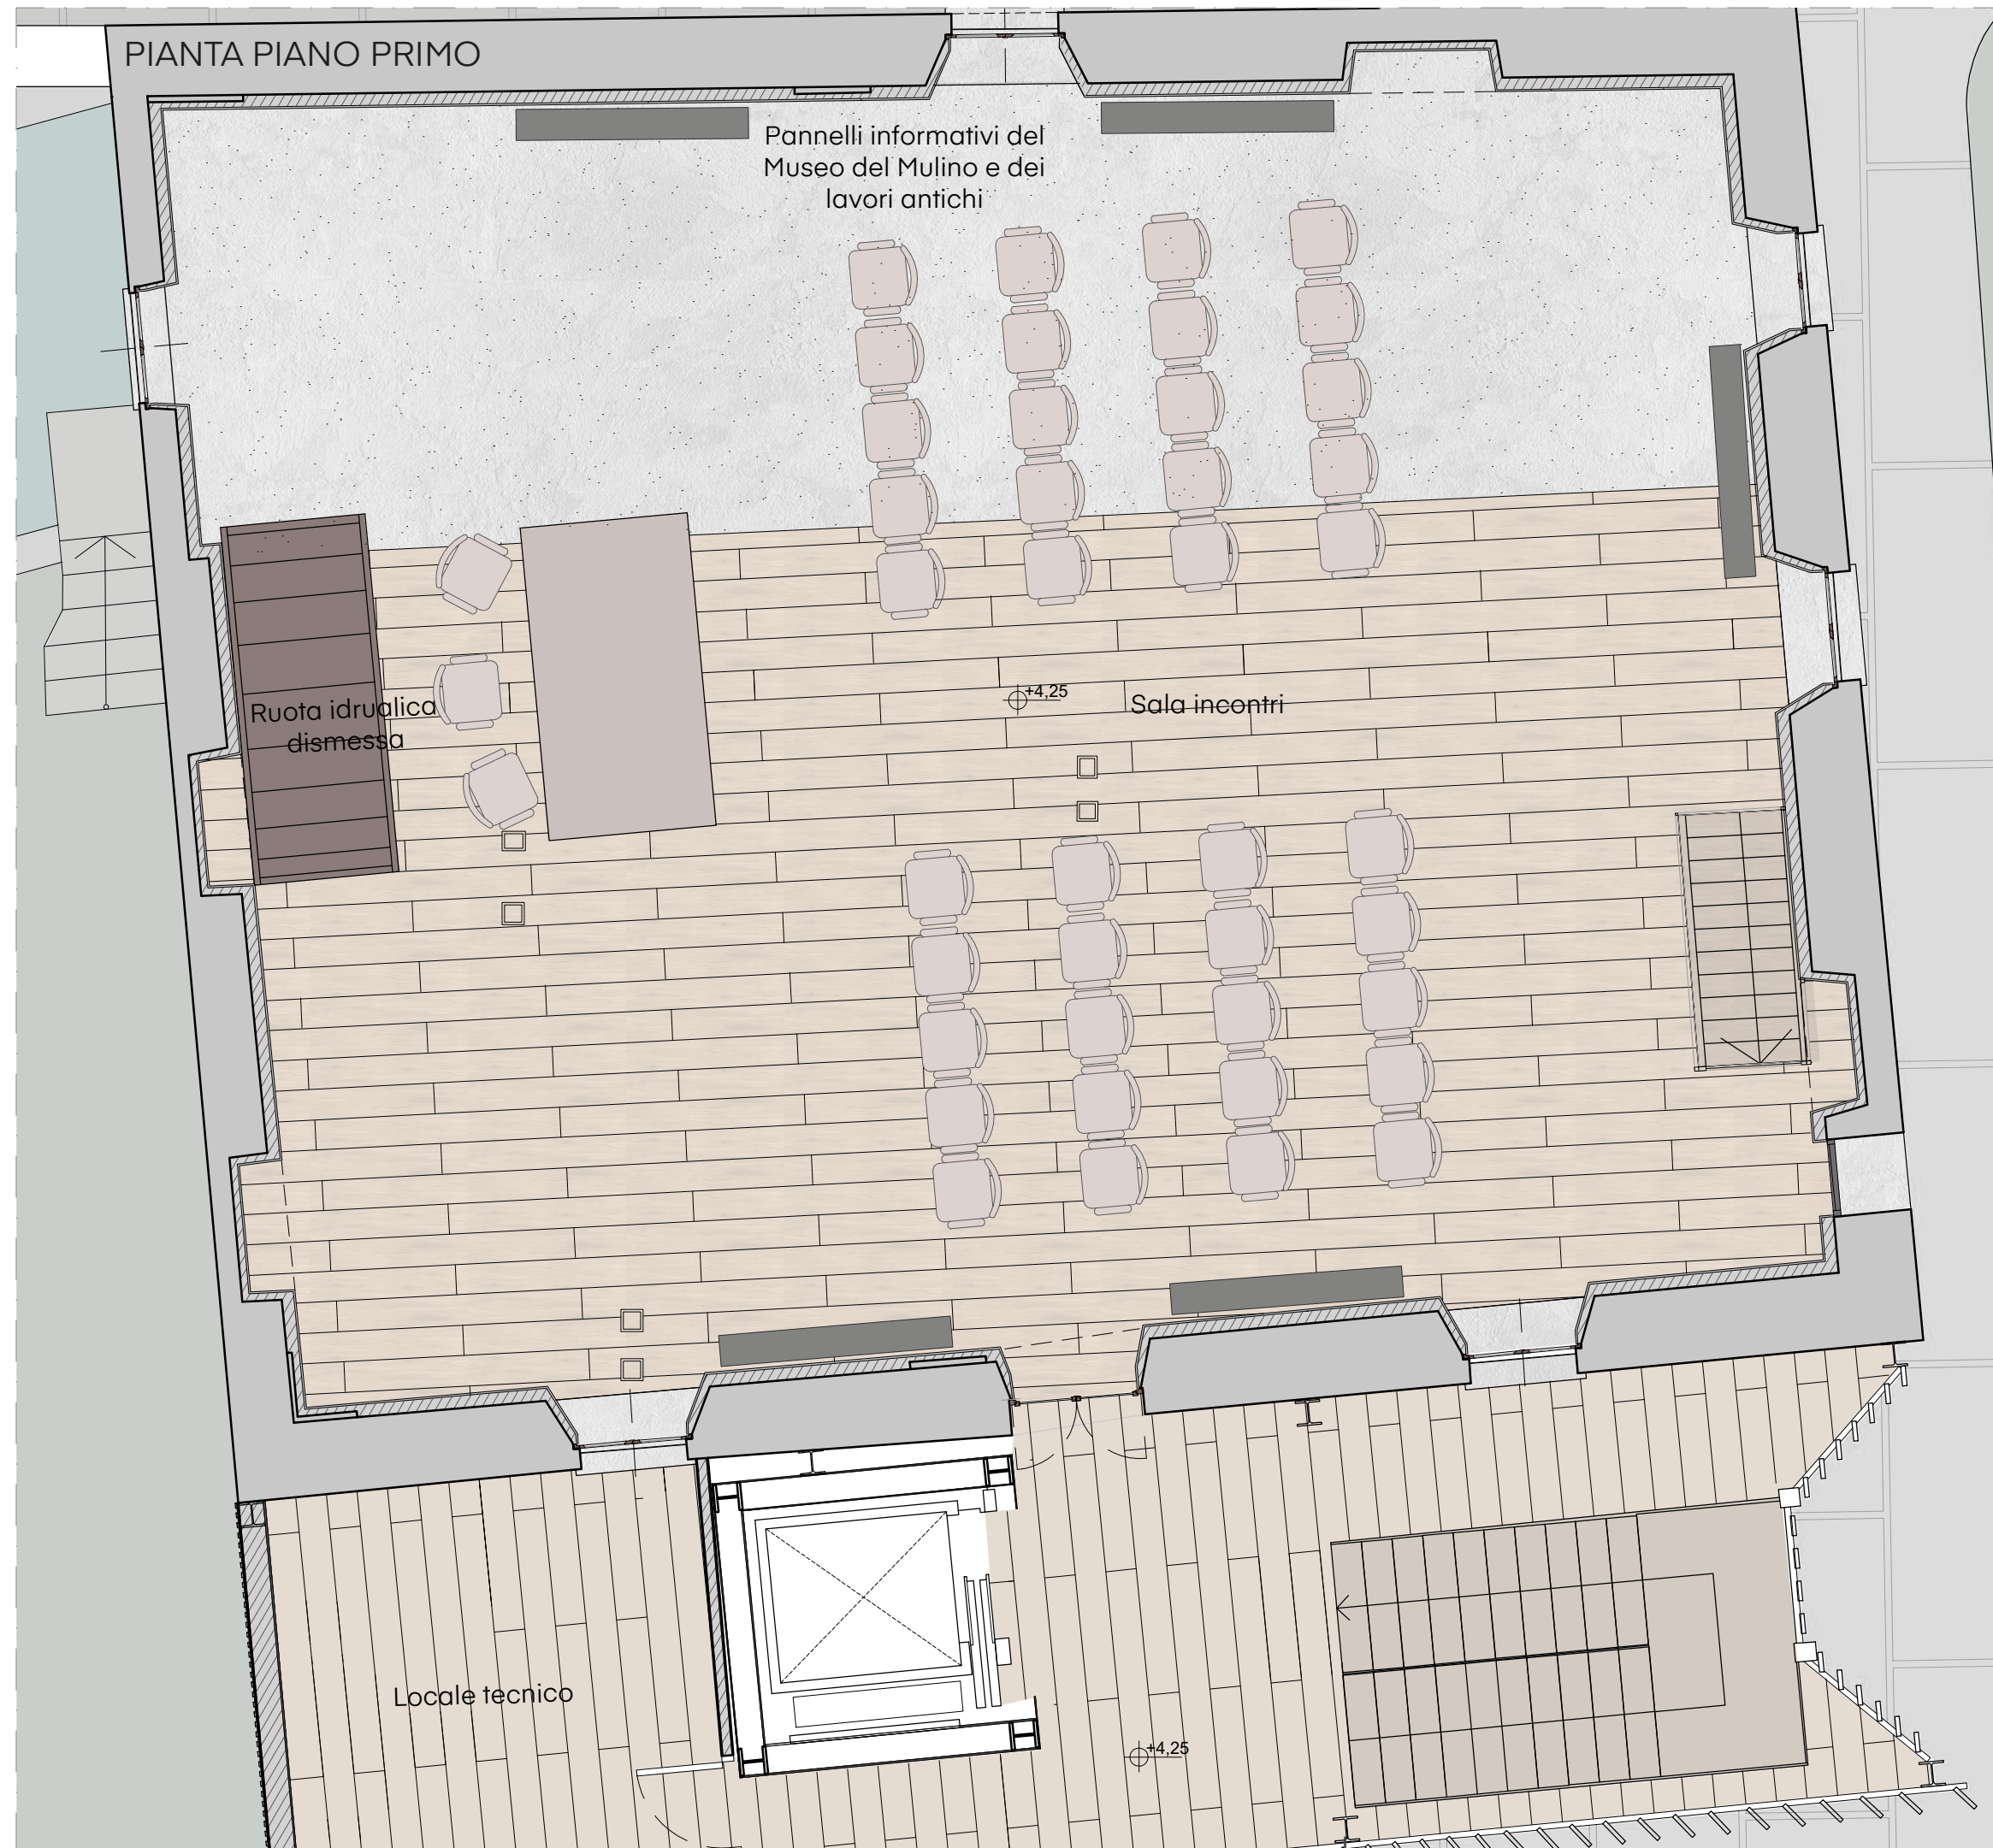 PIANTA PIANO PRIMO
Pannelli informativi del
Museo del Mulino e dei
lavori antichi
+4,25
Sala incontri
Ruota idrualica
dismessa
Locale tecnico
+4,25